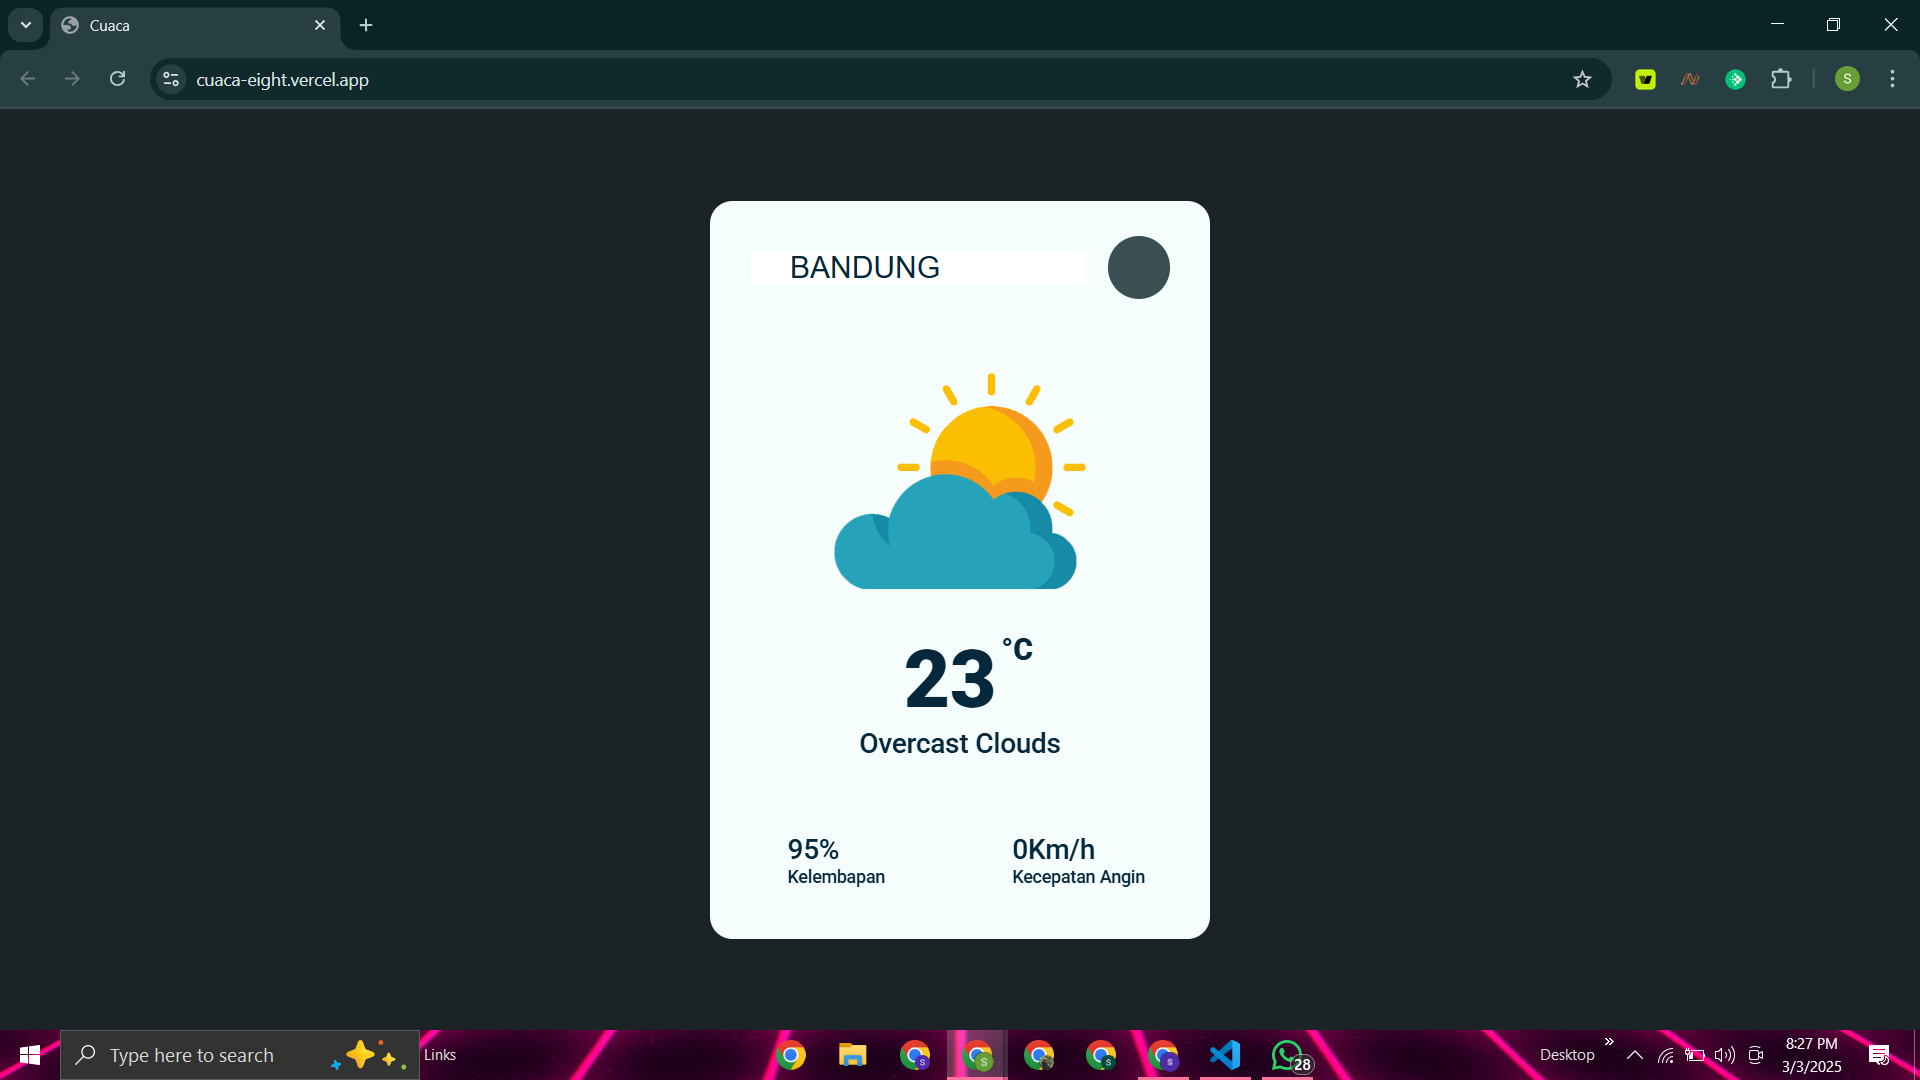 Cuaca
cuaca-eight.vercel.app
S
BANDUNG
23 °C
Overcast Clouds
95%
Kelembapan
0Km/h
Kecepatan Angin
Type here to search
Links
S
S
S
S
28
Desktop
8:27 PM
3/3/2025